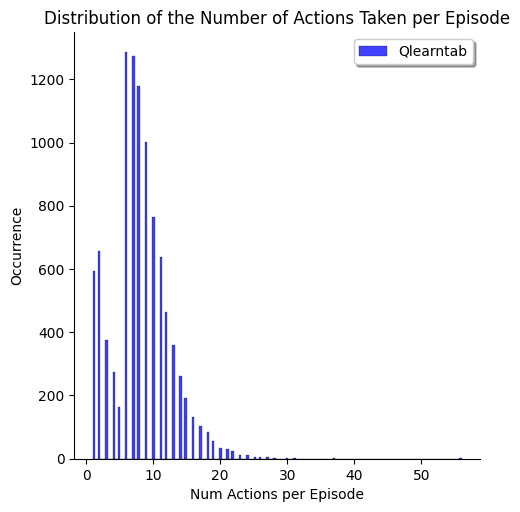 Distribution of the Number of Actions Taken per Episode
Qlearntab
Occurrence
1200
1000
800
600
400
200
0
0 10 20 30 40 50
Num Actions per Episode